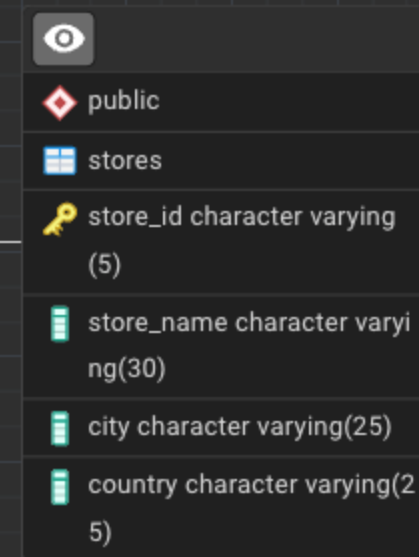 public
stores
store_id character varying
(5)
store_name character varyi
ng(30)
city character varying(25)
country character varying(2
5)